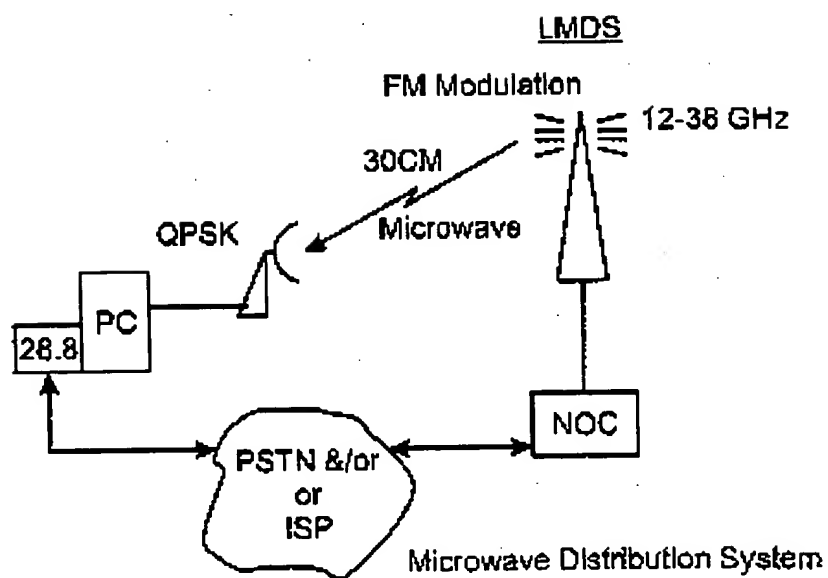 LMDS
FM Modulation
12-38 GHz
30CM
Microwave
QPSK
PC
28.8
NOC
PSTN &/or
or
ISP
Microwave Distribution System